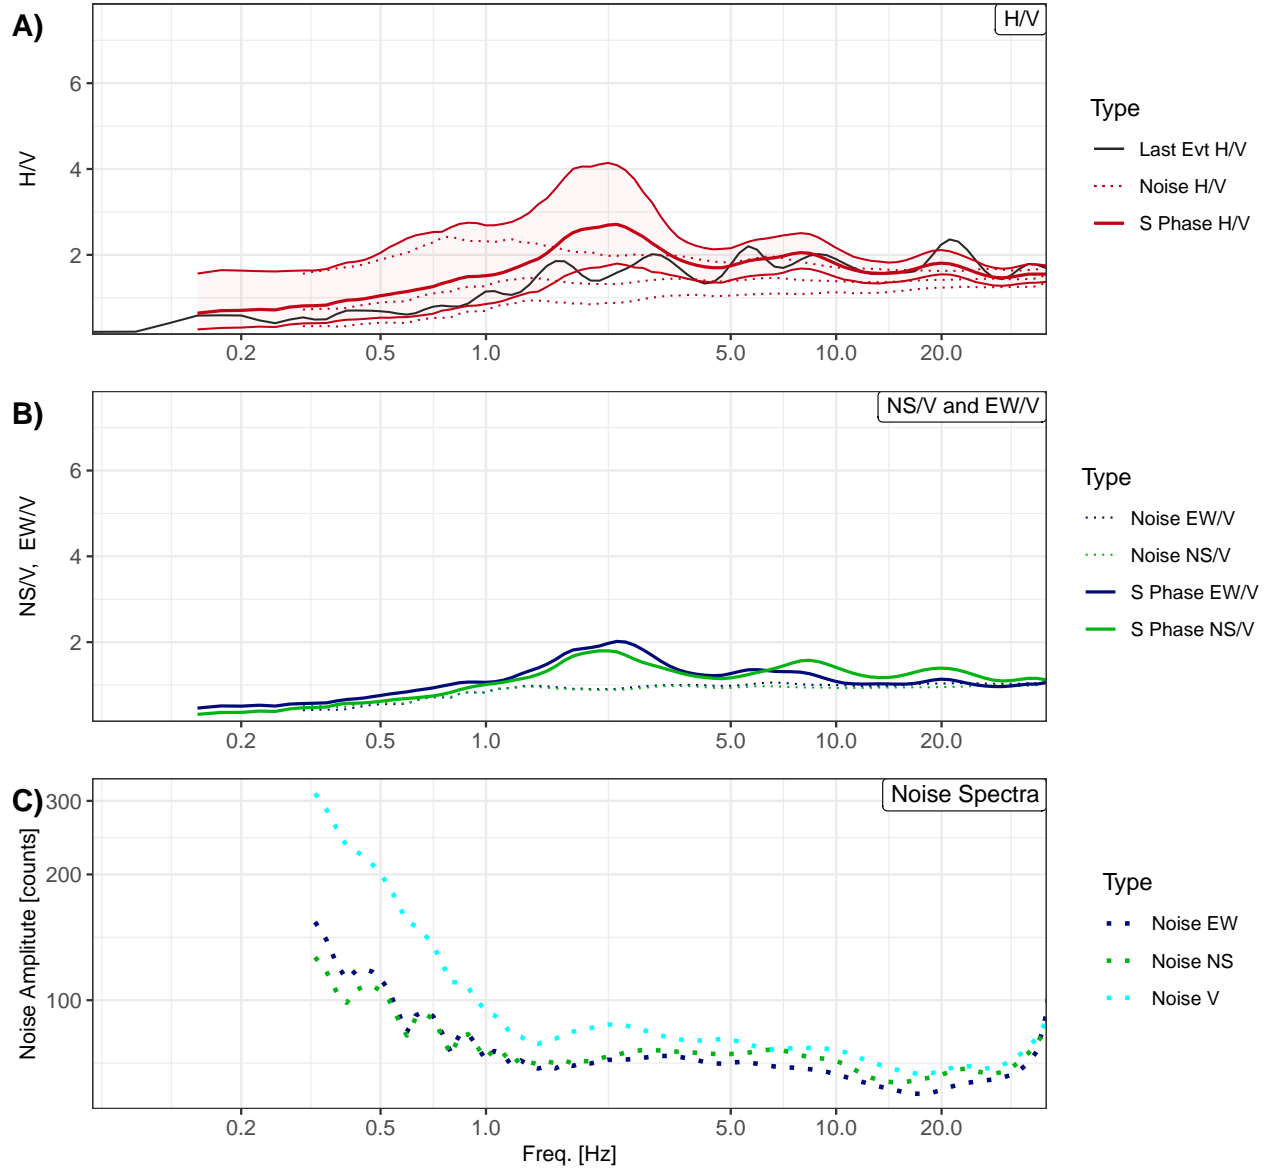 A)
H/V
6
4
2
H/V
0.2 0.5 1.0 5.0 10.0 20.0
Type
Last Evt H/V
Noise H/V
S Phase H/V
B)
NS/V and EW/V
6
4
2
NS/V,  EW/V
0.2 0.5 1.0 5.0 10.0 20.0
Type
Noise EW/V
Noise NS/V
S Phase EW/V
S Phase NS/V
C)
Noise Spectra
300
200
100
Noise Amplitute [counts]
0.2 0.5 1.0 5.0 10.0 20.0
Freq. [Hz]
Type
Noise EW
Noise NS
Noise V